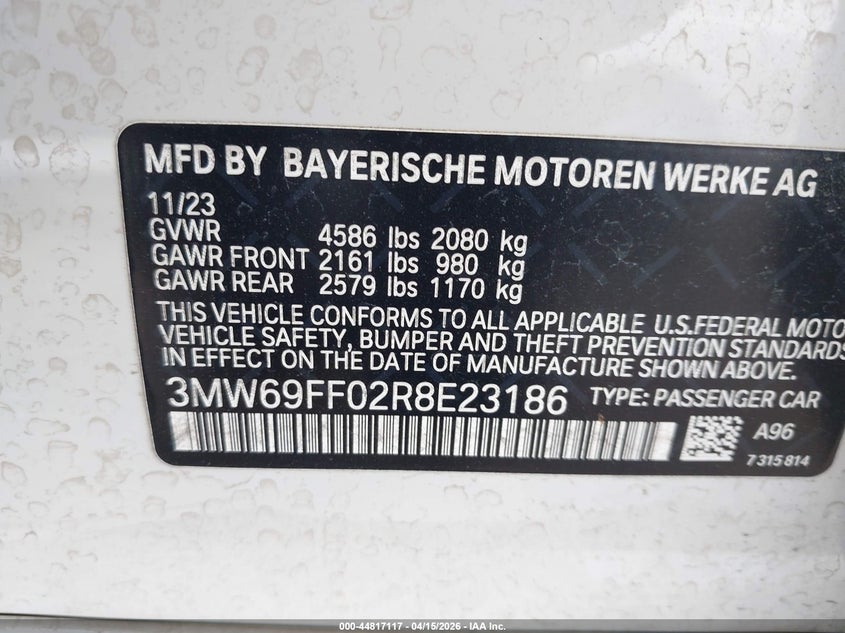 MFD BY BAYERISCHE MOTOREN WERKE AG
11/23
GVWR 4586 lbs 2080 kg
GAWR FRONT 2161 lbs 980 kg
GAWR REAR 2579 lbs 1170 kg
THIS VEHICLE CONFORMS TO ALL APPLICABLE U.S.FEDERAL MOTO
VEHICLE SAFETY, BUMPER AND THEFT PREVENTION STANDARDS
IN EFFECT ON THE DATE OF MANUFACTURE SHOWN ABOVE.
3MW69FF02R8E23186 TYPE: PASSENGER CAR
A96
7315814
000-44817117 - 04/15/2026 - IAA Inc.